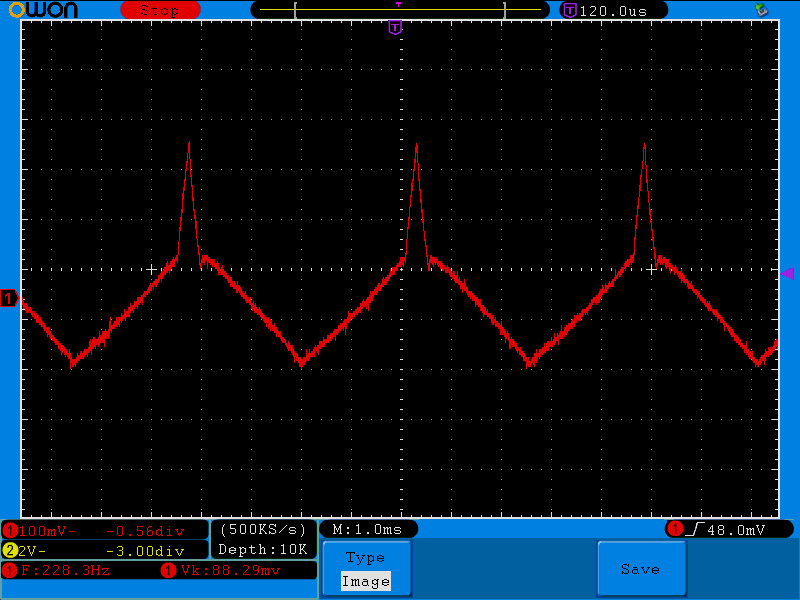 OWON Stop T T 120.0us
T
1
1 100mV~ -0.56div (500KS/s) M:1.0ms 1 48.0mV
2 2V~ -3.00div Depth:10K
1 F:228.3Hz 1 Vk:88.29mv
Type
Image
Save